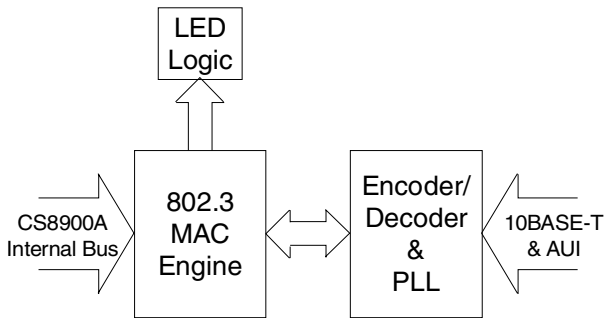 LED
Logic
CS8900A
Internal Bus
802.3
MAC
Engine
Encoder/
Decoder
&
PLL
10BASE-T
& AUI